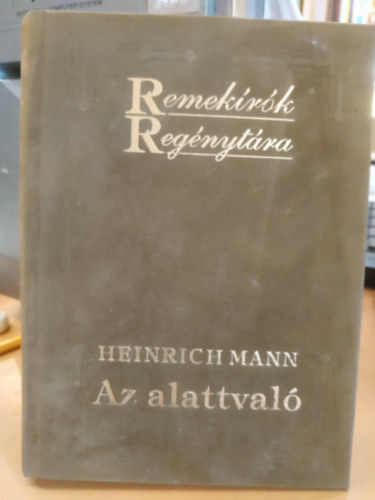 Remekírók
Regénytára
HEINRICH MANN
Az alattvaló